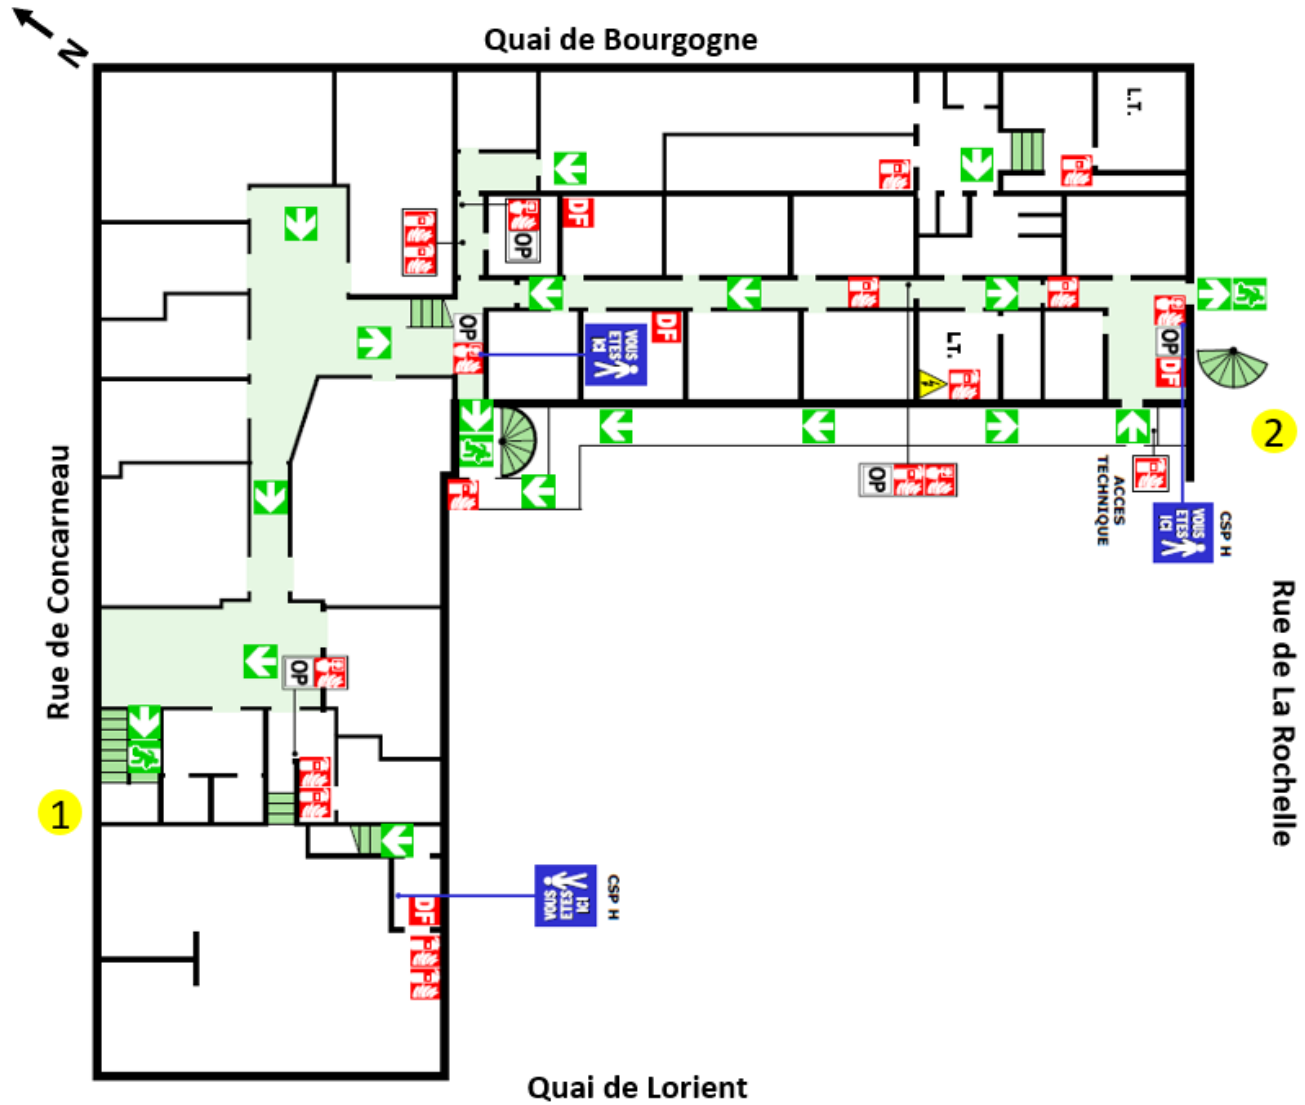 N
Quai de Bourgogne
L.T.
DF
OP
OP
DF
VOUS
ETES
ICI
L.T.
OP
DF
2
OP
ACCES
TECHNIQUE
VOUS
ETES
ICI
CSP H
Rue de Concarneau
Rue de La Rochelle
OP
1
VOUS
ETES
ICI
CSP H
DF
Quai de Lorient